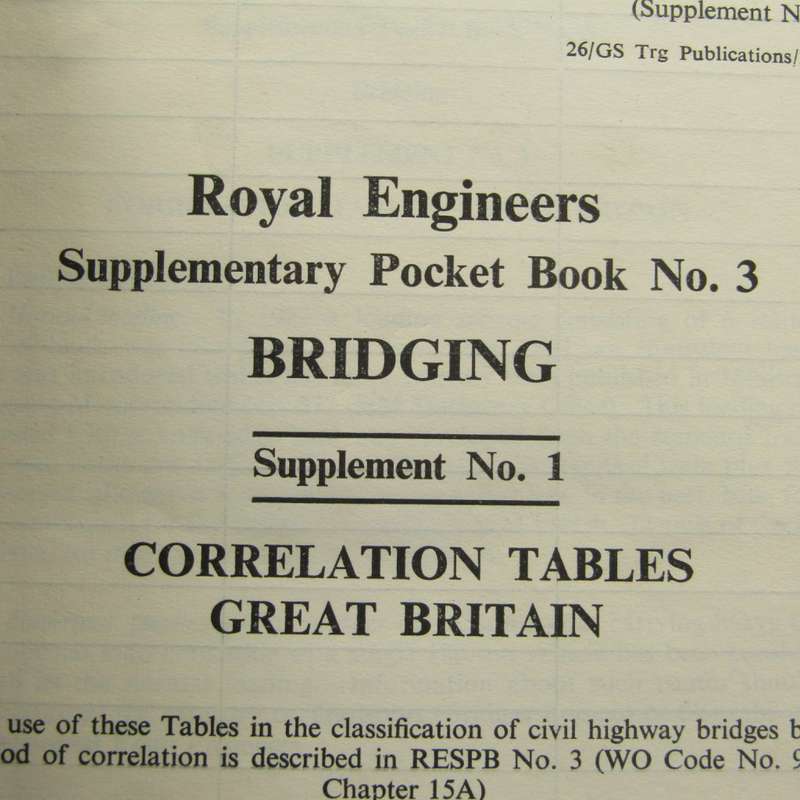 (Supplement N
26/GS Trg Publications/
Royal Engineers
Supplementary Pocket Book No. 3
BRIDGING
Supplement No. 1
CORRELATION TABLES
GREAT BRITAIN
use of these Tables in the classification of civil highway bridges b
od of correlation is described in RESPB No. 3 (WO Code No. 9
Chapter 15A)